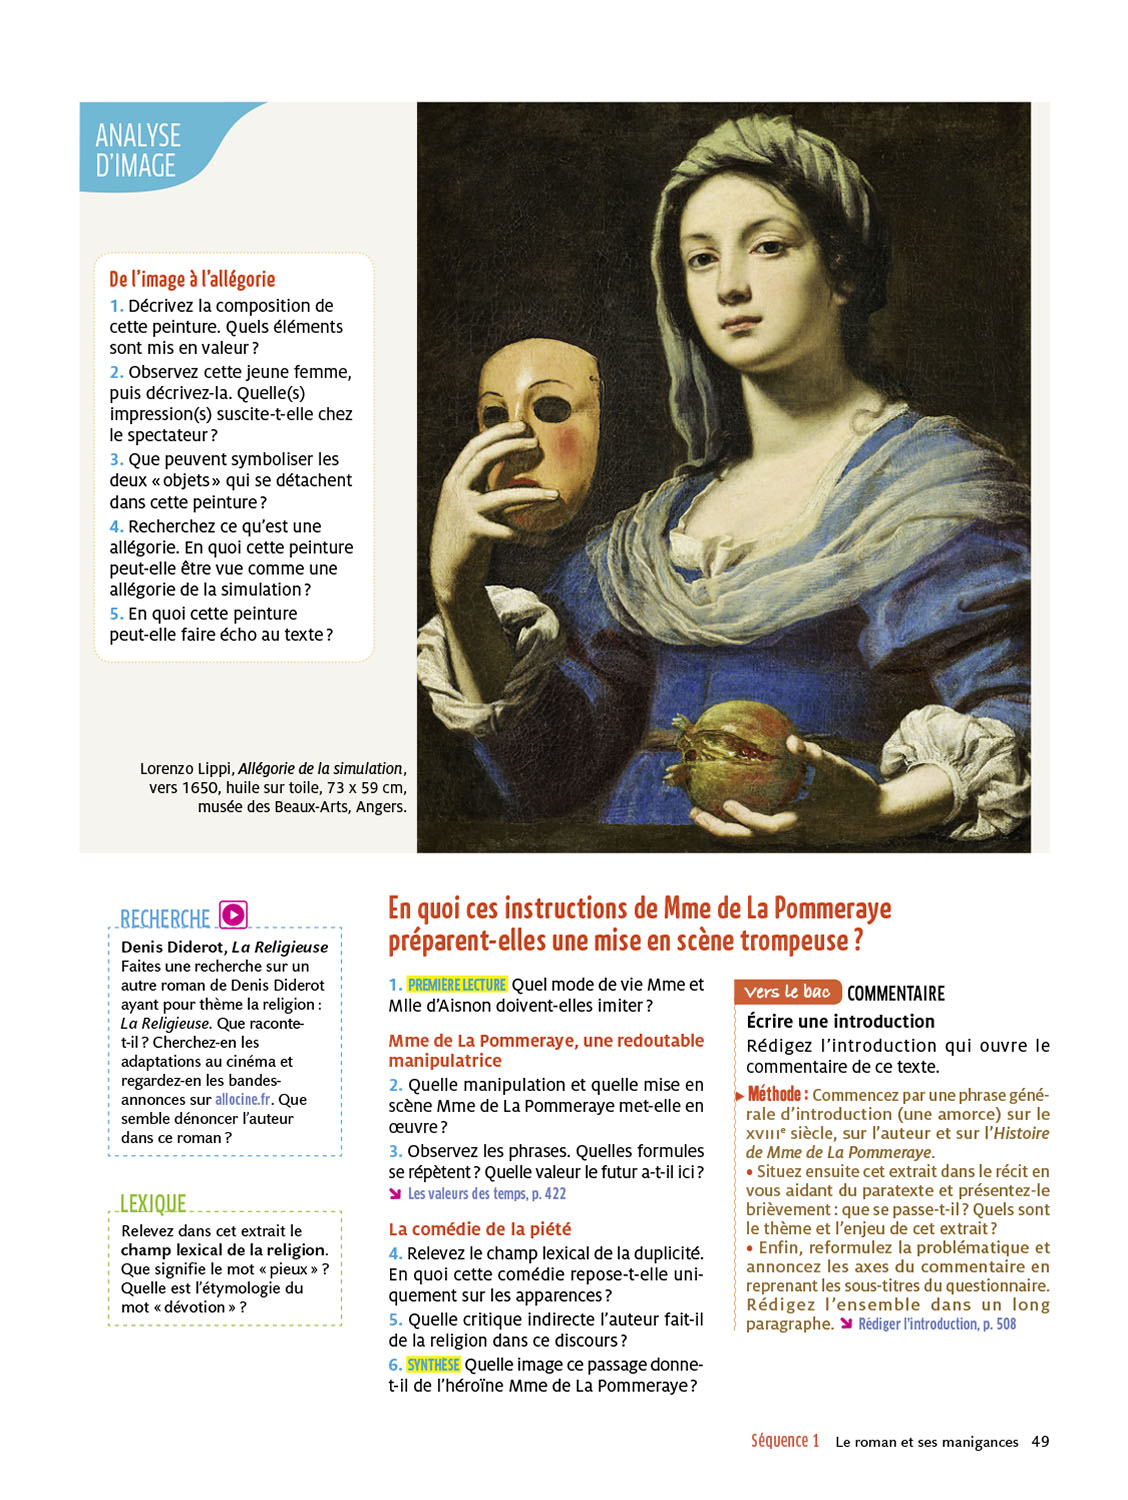 ANALYSE
D'IMAGE
De l'image à l'allégorie
1. Décrivez la composition de
cette peinture. Quels éléments
sont mis en valeur ?
2. Observez cette jeune femme,
puis décrivez-la. Quelle(s)
impression(s) suscite-t-elle chez
le spectateur ?
3. Que peuvent symboliser les
deux « objets » qui se détachent
dans cette peinture ?
4. Recherchez ce qu'est une
allégorie. En quoi cette peinture
peut-elle être vue comme une
allégorie de la simulation ?
5. En quoi cette peinture
peut-elle faire écho au texte ?
Lorenzo Lippi, Allégorie de la simulation,
vers 1650, huile sur toile, 73 x 59 cm,
musée des Beaux-Arts, Angers.
RECHERCHE
Denis Diderot, La Religieuse
Faites une recherche sur un
autre roman de Denis Diderot
ayant pour thème la religion :
La Religieuse. Que raconte-
t-il ? Cherchez-en les
adaptations au cinéma et
regardez-en les bandes-
annonces sur allocine.fr. Que
semble dénoncer l'auteur
dans ce roman ?
LEXIQUE
Relevez dans cet extrait le
champ lexical de la religion.
Que signifie le mot « pieux » ?
Quelle est l'étymologie du
mot « dévotion » ?
En quoi ces instructions de Mme de La Pommeraye
préparent-elles une mise en scène trompeuse ?
1. PREMIÈRE LECTURE Quel mode de vie Mme et
Mlle d'Aisnon doivent-elles imiter ?
Mme de La Pommeraye, une redoutable
manipulatrice
2. Quelle manipulation et quelle mise en
scène Mme de La Pommeraye met-elle en
œuvre ?
3. Observez les phrases. Quelles formules
se répètent ? Quelle valeur le futur a-t-il ici ?
Les valeurs des temps, p. 422
La comédie de la piété
4. Relevez le champ lexical de la duplicité.
En quoi cette comédie repose-t-elle uni-
quement sur les apparences ?
5. Quelle critique indirecte l'auteur fait-il
de la religion dans ce discours ?
6. SYNTHÈSE Quelle image ce passage donne-
t-il de l'héroïne Mme de La Pommeraye ?
Vers le bac COMMENTAIRE
Écrire une introduction
Rédigez l'introduction qui ouvre le
commentaire de ce texte.
Méthode : Commencez par une phrase géné-
rale d'introduction (une amorce) sur le
XVIIIe siècle, sur l'auteur et sur l'Histoire
de Mme de La Pommeraye.
• Situez ensuite cet extrait dans le récit en
vous aidant du paratexte et présentez-le
brièvement : que se passe-t-il ? Quels sont
le thème et l'enjeu de cet extrait ?
• Enfin, reformulez la problématique et
annoncez les axes du commentaire en
reprenant les sous-titres du questionnaire.
Rédigez l'ensemble dans un long
paragraphe. Rédiger l'introduction, p. 508
Séquence 1 Le roman et ses manigances 49